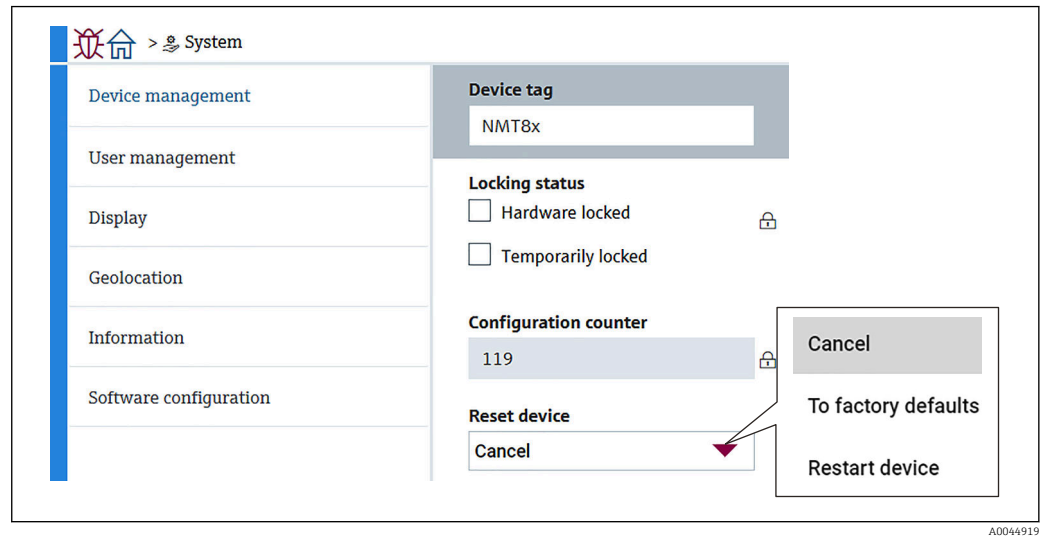 > System
Device management
User management
Display
Geolocation
Information
Software configuration
Device tag
NMT8x
Locking status
Hardware locked
Temporarily locked
Configuration counter
119
Reset device
Cancel
Cancel
To factory defaults
Restart device
A0044919